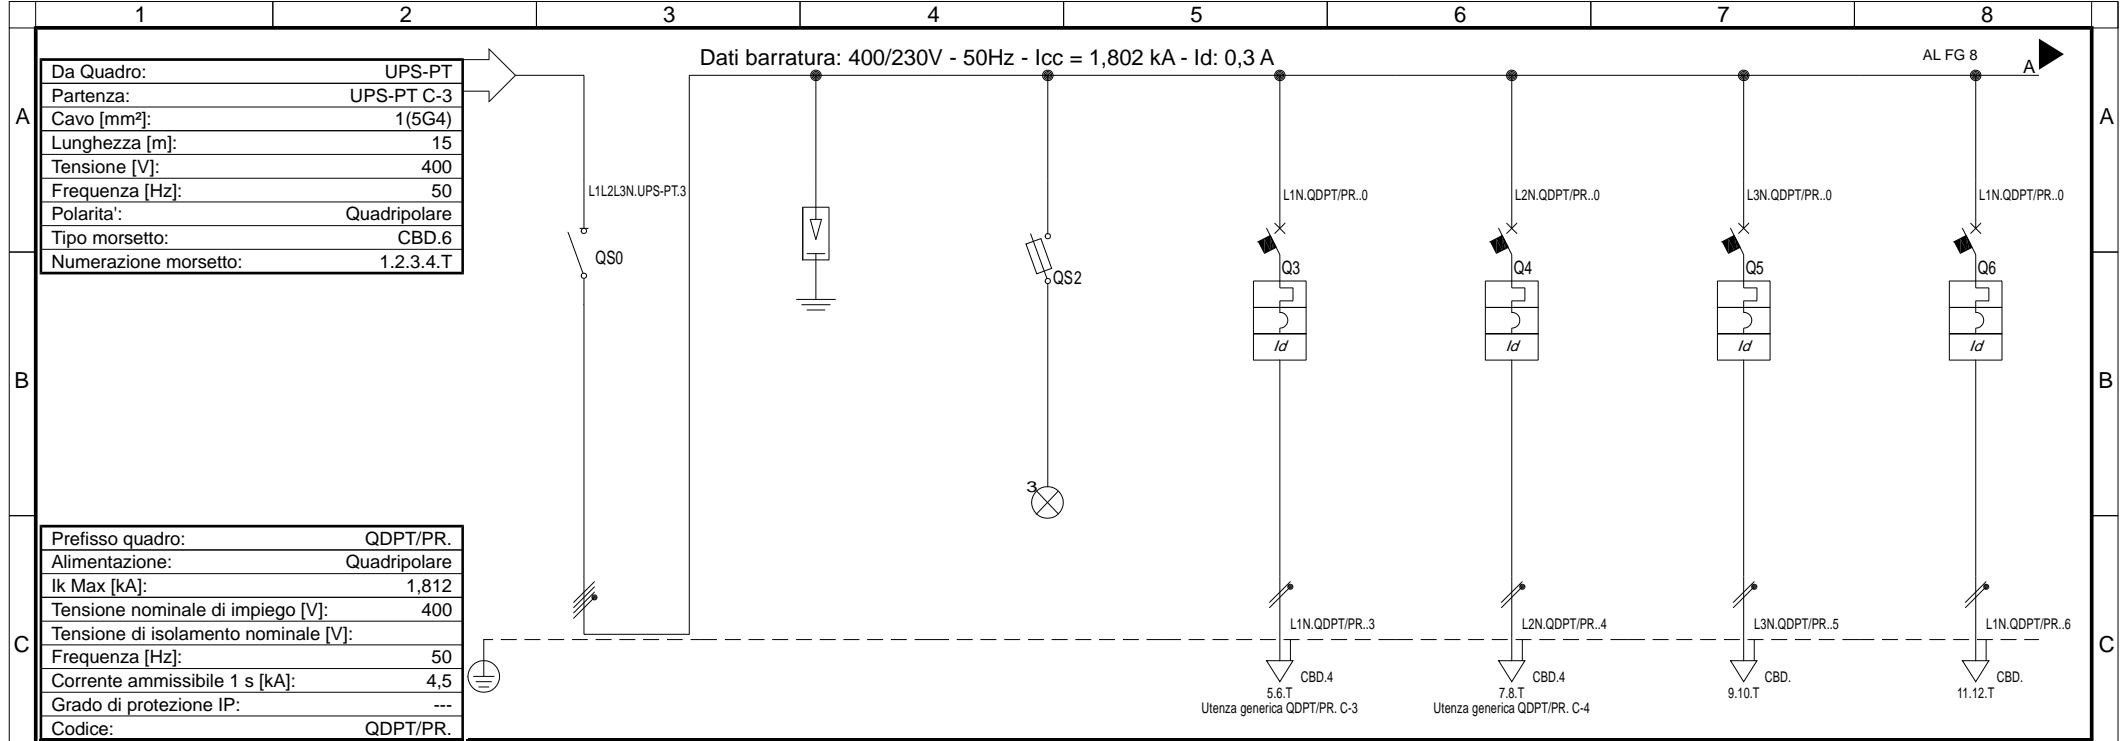 1 2 3 4 5 6 7 8
Dati barratura: 400/230V - 50Hz - Icc = 1,802 kA - Id: 0,3 A
AL FG 8
A
A
A
Da Quadro: UPS-PT
Partenza: UPS-PT C-3
Cavo [mm²]: 1(5G4)
Lunghezza [m]: 15
Tensione [V]: 400
Frequenza [Hz]: 50
Polarita': Quadripolare
Tipo morsetto: CBD.6
Numerazione morsetto: 1.2.3.4.T
L1L2L3N.UPS-PT.3
L1N.QDPT/PR..0
L2N.QDPT/PR..0
L3N.QDPT/PR..0
L1N.QDPT/PR..0
QS0
QS2
Q3
Q4
Q5
Q6
Id
Id
Id
Id
B
B
3
Prefisso quadro: QDPT/PR.
Alimentazione: Quadripolare
Ik Max [kA]: 1,812
Tensione nominale di impiego [V]: 400
Tensione di isolamento nominale [V]:
Frequenza [Hz]: 50
Corrente ammissibile 1 s [kA]: 4,5
Grado di protezione IP: ---
Codice: QDPT/PR.
C
C
L1N.QDPT/PR..3
L2N.QDPT/PR..4
L3N.QDPT/PR..5
L1N.QDPT/PR..6
CBD.4
CBD.4
CBD.
CBD.
5.6.T
7.8.T
9.10.T
11.12.T
Utenza generica QDPT/PR. C-3
Utenza generica QDPT/PR. C-4